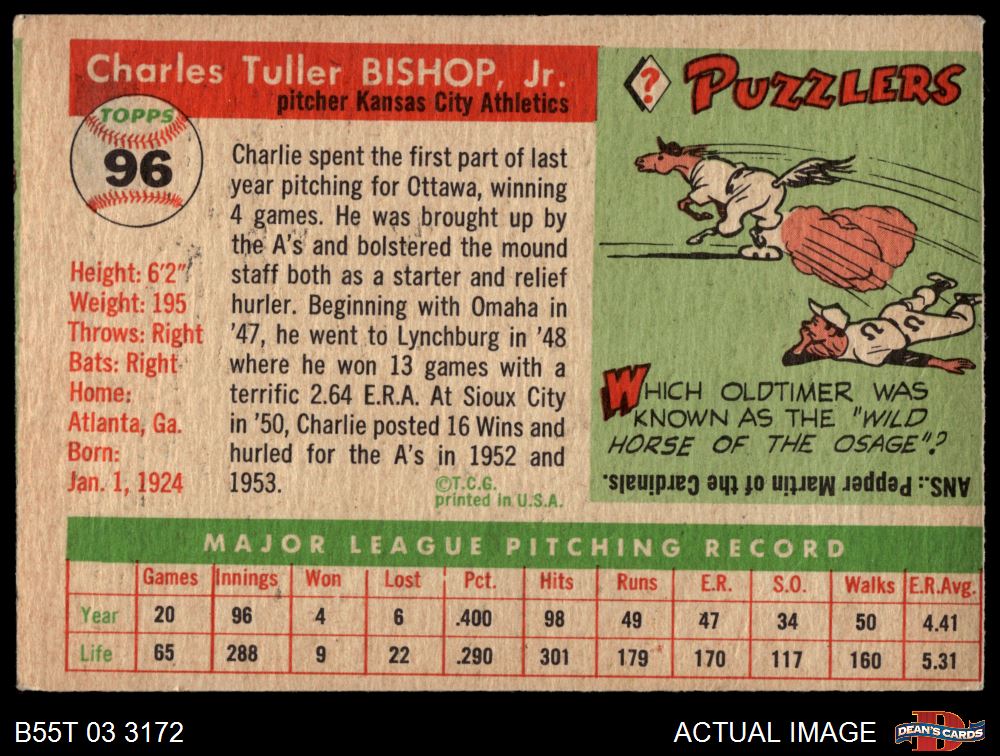 Charles Tuller BISHOP, Jr.
pitcher Kansas City Athletics
TOPPS
96
Height: 6'2"
Weight: 195
Throws: Right
Bats: Right
Home:
Atlanta, Ga.
Born:
Jan. 1, 1924
Charlie spent the first part of last
year pitching for Ottawa, winning
4 games. He was brought up by
the A's and bolstered the mound
staff both as a starter and relief
hurler. Beginning with Omaha in
'47, he went to Lynchburg in '48
where he won 13 games with a
terrific 2.64 E.R.A. At Sioux City
in '50, Charlie posted 16 Wins and
hurled for the A's in 1952 and
1953.
©T.C.G.
printed in U.S.A.
?
PUZZLERS
WHICH OLDTIMER WAS
KNOWN AS THE "WILD
HORSE OF THE OSAGE"?
ANS.: Pepper Martin of the Cardinals.
MAJOR LEAGUE PITCHING RECORD
Games Innings Won Lost Pct. Hits Runs E.R. S.O. Walks E.R.Avg.
Year 20 96 4 6 .400 98 49 47 34 50 4.41
Life 65 288 9 22 .290 301 179 170 117 160 5.31
B55T 03 3172
ACTUAL IMAGE
DEAN'S CARDS